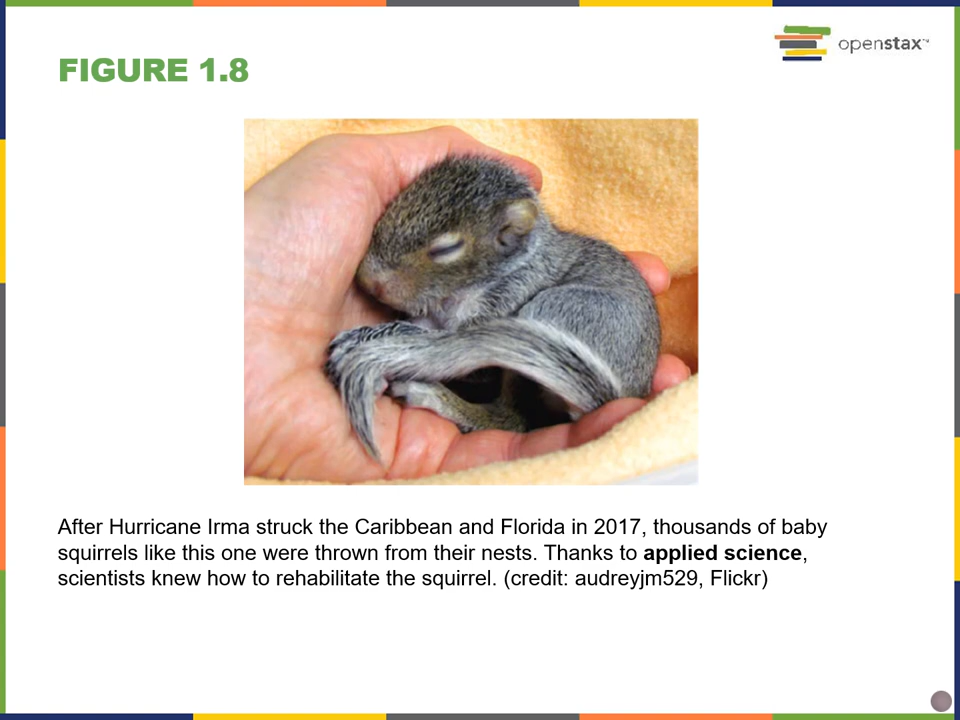 openstax™
FIGURE 1.8
After Hurricane Irma struck the Caribbean and Florida in 2017, thousands of baby
squirrels like this one were thrown from their nests. Thanks to applied science,
scientists knew how to rehabilitate the squirrel. (credit: audreyjm529, Flickr)